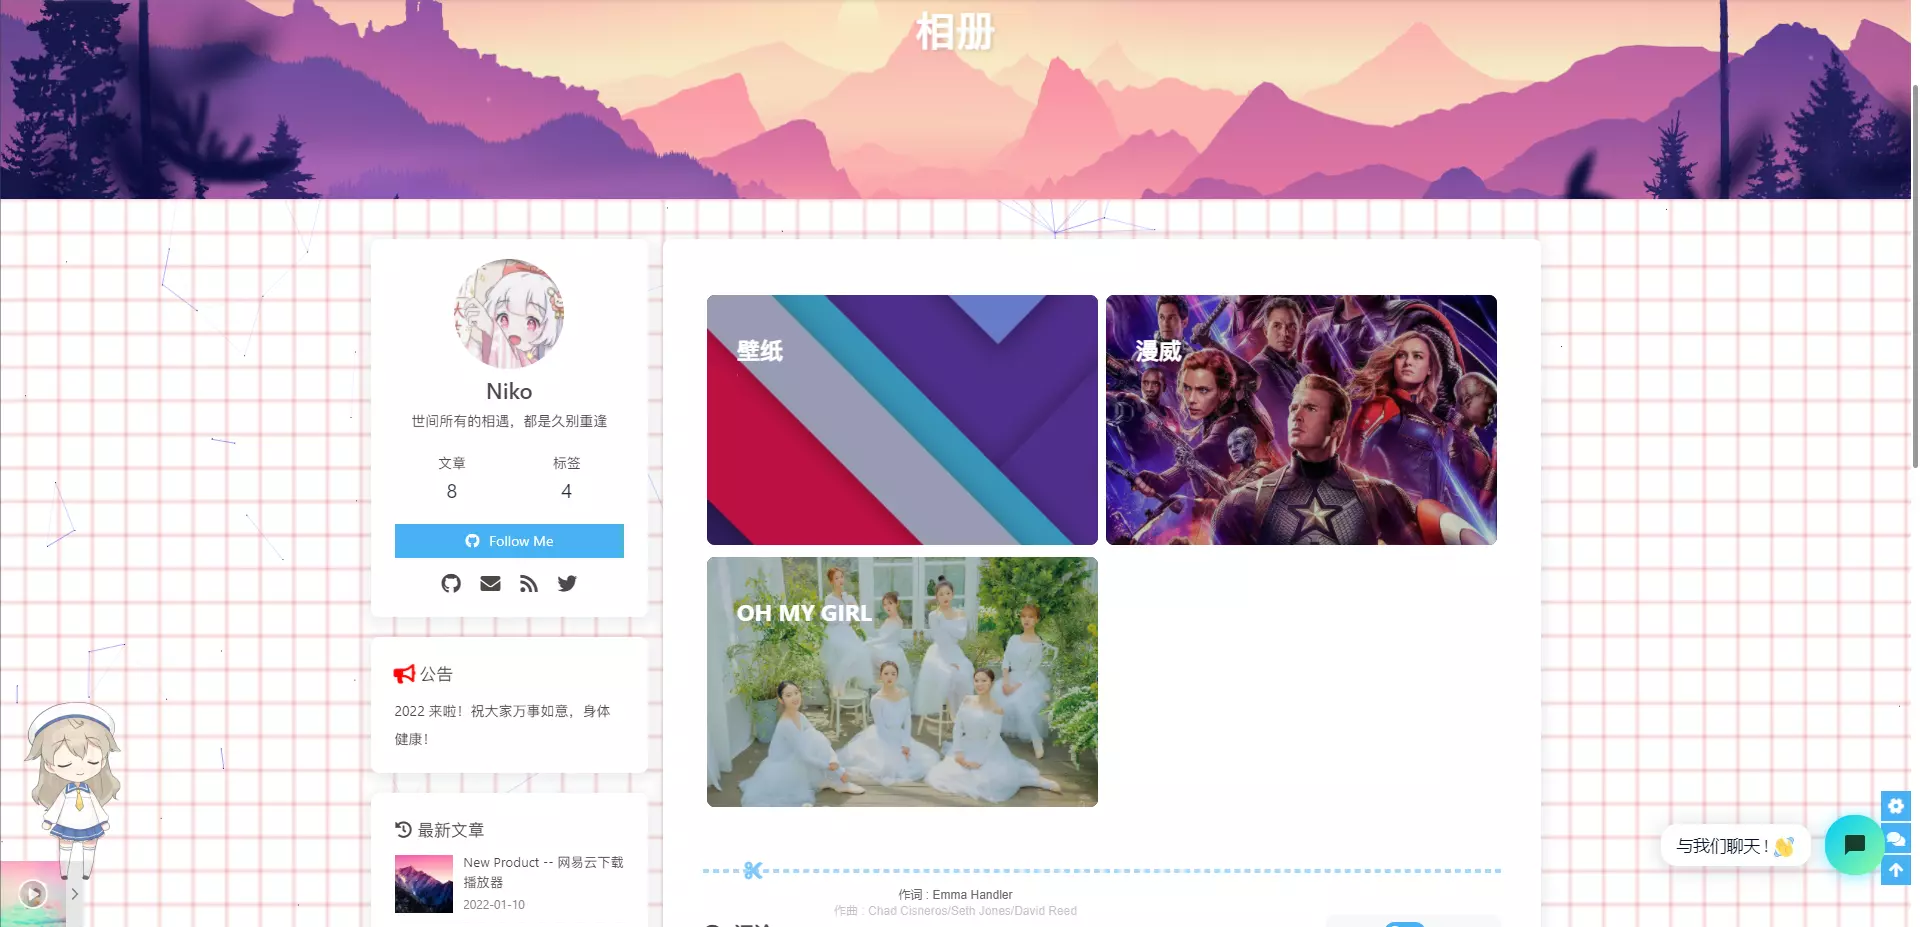 相册
Niko
世间所有的相遇，都是久别重逢
文章
标签
8
4
Follow Me
公告
2022 来啦！祝大家万事如意，身体
健康！
最新文章
New Product -- 网易云下载
播放器
2022-01-10
壁纸
漫威
OH MY GIRL
作词 : Emma Handler
作曲 : Chad Cisneros/Seth Jones/David Reed
与我们聊天！👋